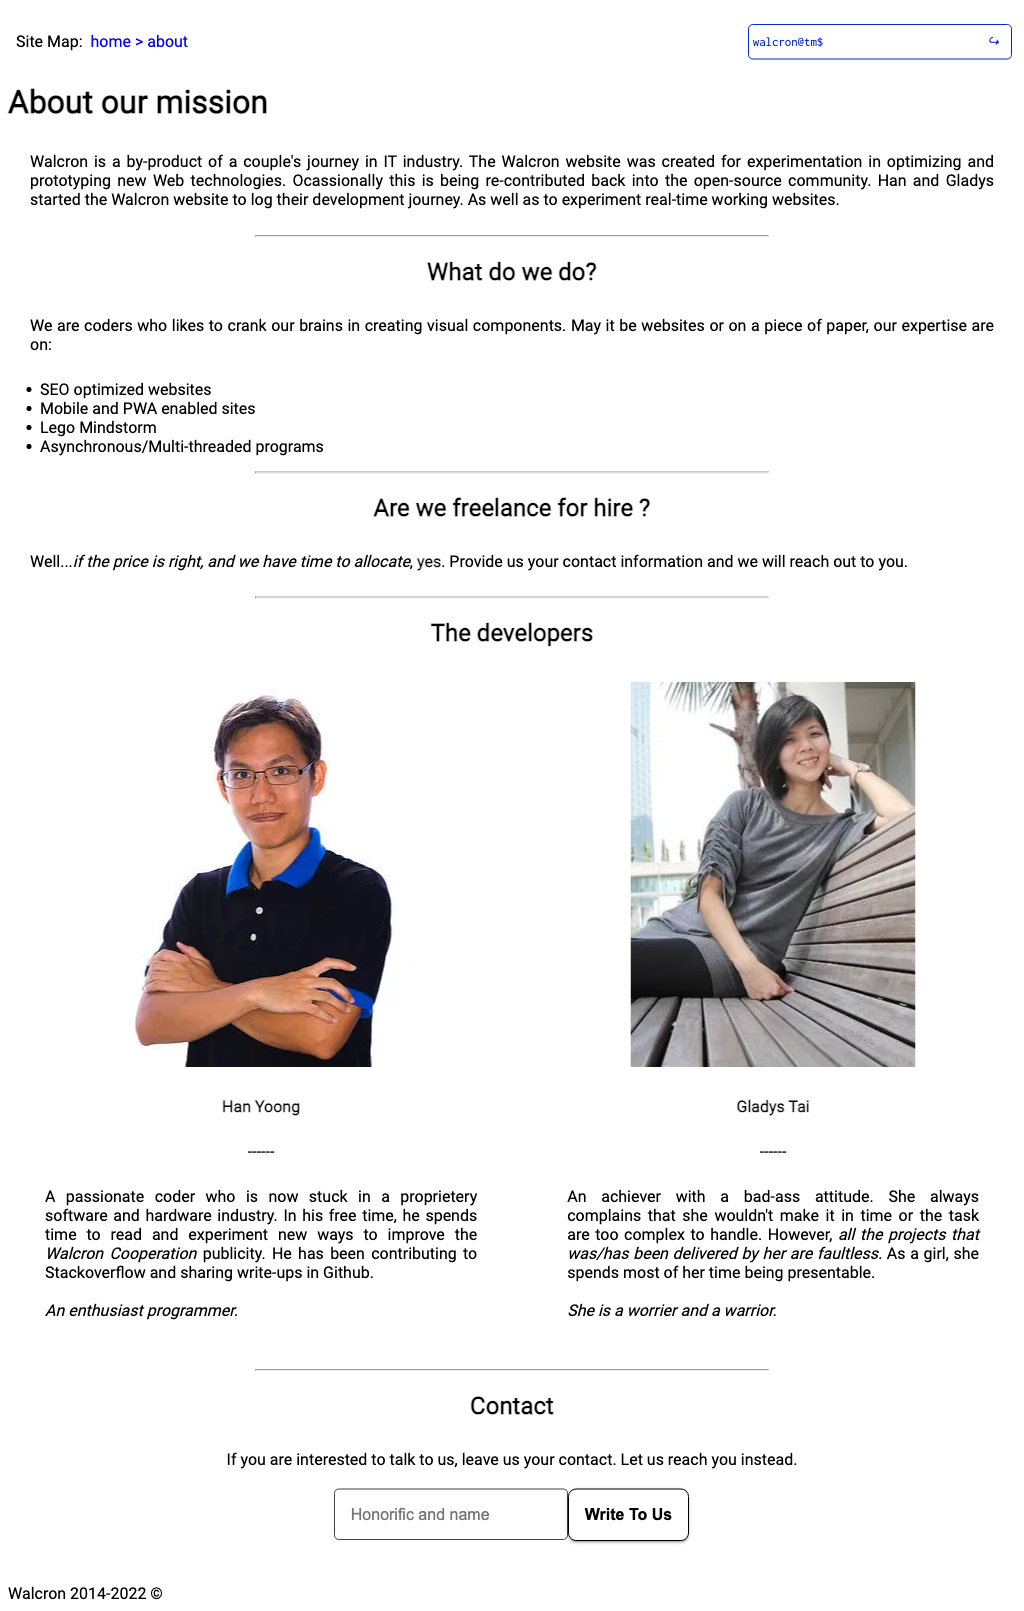 Site Map: home > about
walcron@tm$
About our mission
Walcron is a by-product of a couple's journey in IT industry. The Walcron website was created for experimentation in optimizing and
prototyping new Web technologies. Ocassionally this is being re-contributed back into the open-source community. Han and Gladys
started the Walcron website to log their development journey. As well as to experiment real-time working websites.
What do we do?
We are coders who likes to crank our brains in creating visual components. May it be websites or on a piece of paper, our expertise are
on:
• SEO optimized websites
• Mobile and PWA enabled sites
• Lego Mindstorm
• Asynchronous/Multi-threaded programs
Are we freelance for hire ?
Well...if the price is right, and we have time to allocate, yes. Provide us your contact information and we will reach out to you.
The developers
Han Yoong
------
A passionate coder who is now stuck in a proprietery
software and hardware industry. In his free time, he spends
time to read and experiment new ways to improve the
Walcron Cooperation publicity. He has been contributing to
Stackoverflow and sharing write-ups in Github.
An enthusiast programmer.
Gladys Tai
------
An achiever with a bad-ass attitude. She always
complains that she wouldn't make it in time or the task
are too complex to handle. However, all the projects that
was/has been delivered by her are faultless. As a girl, she
spends most of her time being presentable.
She is a worrier and a warrior.
Contact
If you are interested to talk to us, leave us your contact. Let us reach you instead.
Honorific and name
Write To Us
Walcron 2014-2022 ©